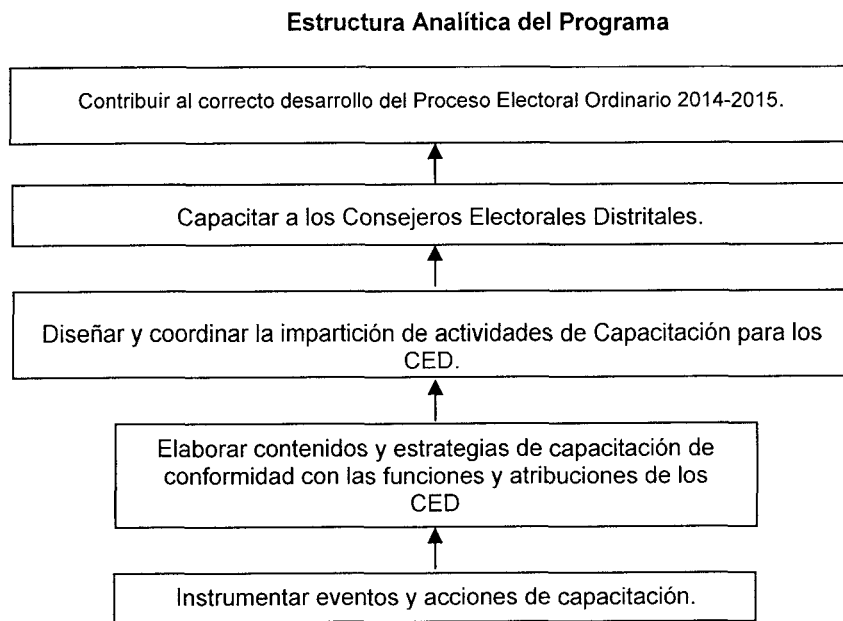 Estructura Analítica del Programa
Contribuir al correcto desarrollo del Proceso Electoral Ordinario 2014-2015.
Capacitar a los Consejeros Electorales Distritales.
Diseñar y coordinar la impartición de actividades de Capacitación para los
CED.
Elaborar contenidos y estrategias de capacitación de
conformidad con las funciones y atribuciones de los
CED
Instrumentar eventos y acciones de capacitación.